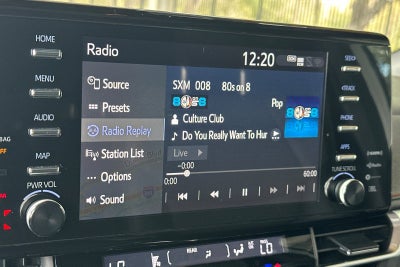 Radio
12:20
HOME
MENU
AUDIO
MAP
PWR VOL
Source
Presets
Radio Replay
Station List
Options
Sound
SXM 008 80s on 8
Pop
Culture Club
Do You Really Want To Hur
Live
-0:00
0:00
60:00
SETUP
TRACK
PHONE
APPS
TUNE SCROLL